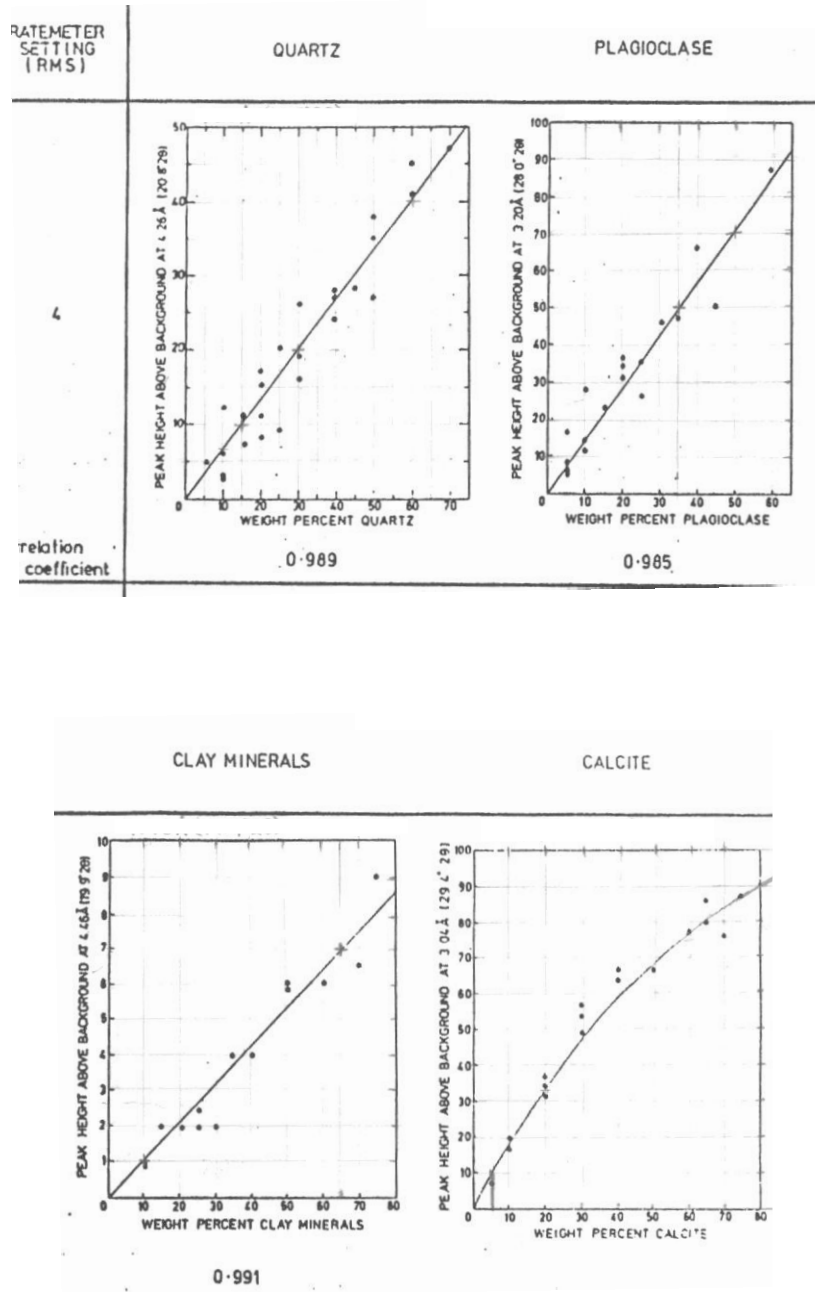 RATEMETER
SETTING
(RMS)
QUARTZ
PLAGIOCLASE
4
PEAK HEIGHT ABOVE BACKGROUND AT 4 26Å (20 8°2θ)
50
40
30
20
10
0 10 20 30 40 50 60 70
WEIGHT PERCENT QUARTZ
0·989
PEAK HEIGHT ABOVE BACKGROUND AT 3 20Å (28 0°2θ)
100
90
80
70
60
50
40
30
20
10
0 10 20 30 40 50 60
WEIGHT PERCENT PLAGIOCLASE
0·985
rrelation
coefficient
CLAY MINERALS
CALCITE
PEAK HEIGHT ABOVE BACKGROUND AT 4 46Å (19 9°2θ)
10
9
8
7
6
5
4
3
2
1
0 10 20 30 40 50 60 70 80
WEIGHT PERCENT CLAY MINERALS
0·991
PEAK HEIGHT ABOVE BACKGROUND AT 3 04Å (29 4° 2θ)
100
90
80
70
60
50
40
30
20
10
0 10 20 30 40 50 60 70 80
WEIGHT PERCENT CALCITE